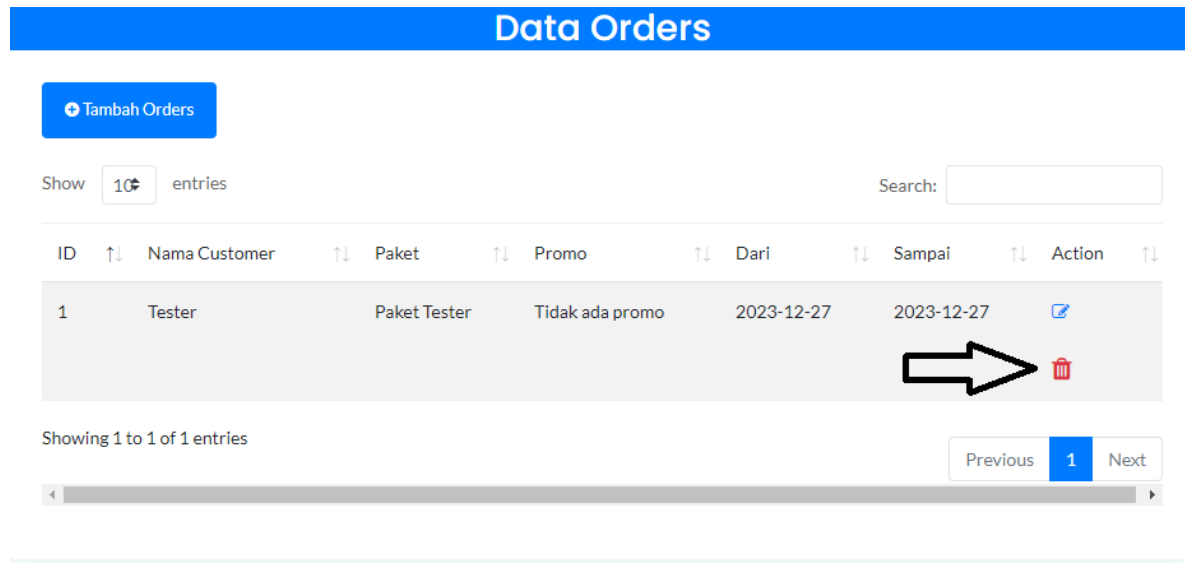 Data Orders
Tambah Orders
Show 10 entries
Search:
ID Nama Customer Paket Promo Dari Sampai Action
1 Tester Paket Tester Tidak ada promo 2023-12-27 2023-12-27
Showing 1 to 1 of 1 entries
Previous 1 Next